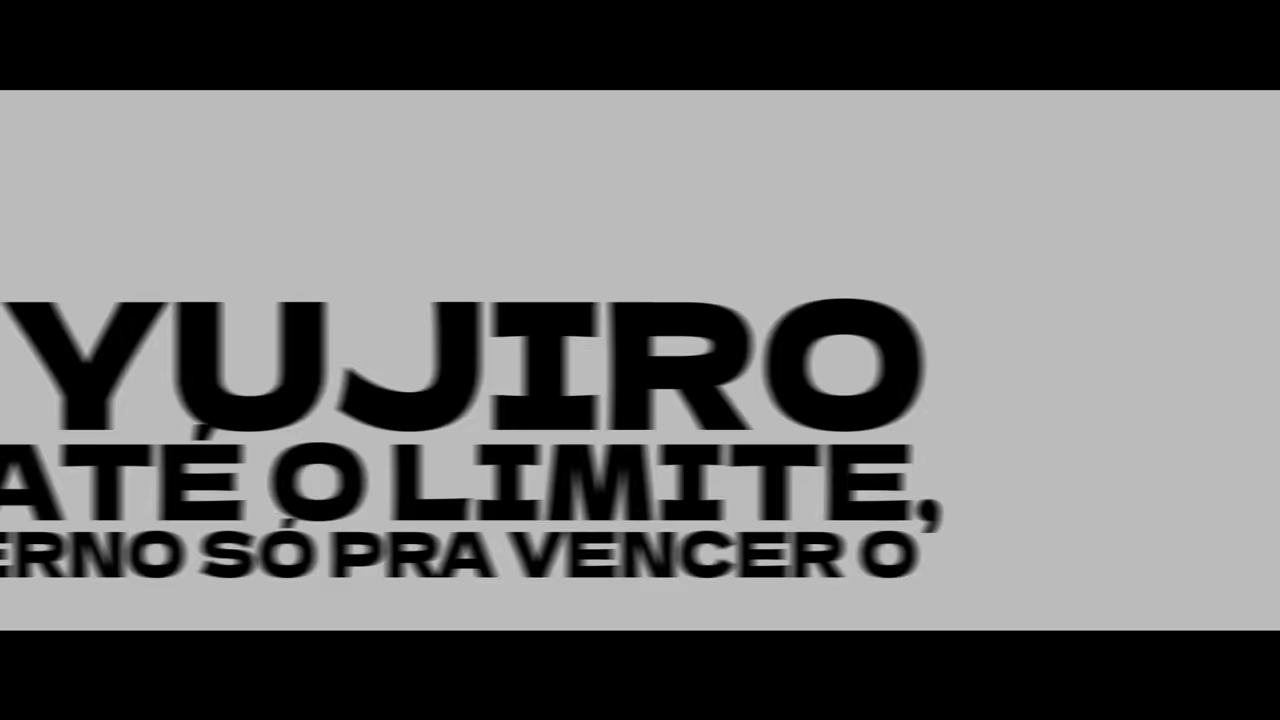 YUJIRO
ATÉ O LIMITE,
ERNO SÓ PRA VENCER O